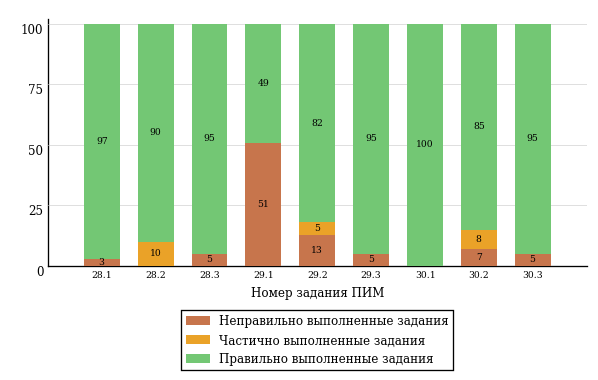 100
97 90 95 49 82 95 100 85 95
75
50
51 5 8
25
3 10 5 13 5 7 5
0
28.1 28.2 28.3 29.1 29.2 29.3 30.1 30.2 30.3
Номер задания ПИМ
Неправильно выполненные задания
Частично выполненные задания
Правильно выполненные задания